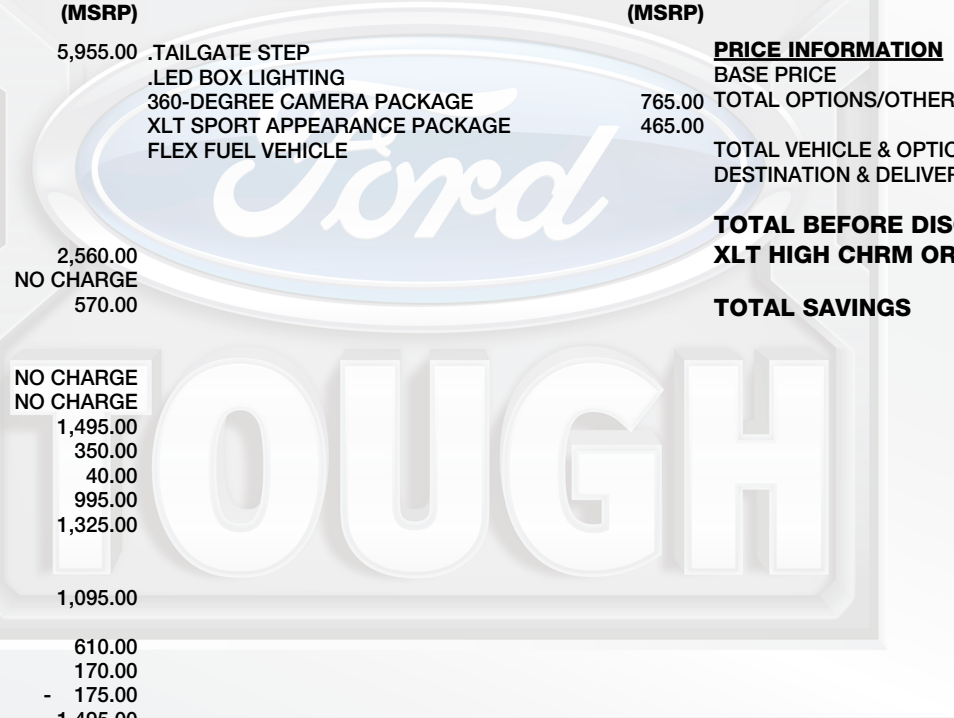 (MSRP) (MSRP)
5,955.00 .TAILGATE STEP PRICE INFORMATION
.LED BOX LIGHTING BASE PRICE
360-DEGREE CAMERA PACKAGE 765.00 TOTAL OPTIONS/OTHER
XLT SPORT APPEARANCE PACKAGE 465.00
FLEX FUEL VEHICLE TOTAL VEHICLE & OPTIO
DESTINATION & DELIVER
TOTAL BEFORE DIS
2,560.00 XLT HIGH CHRM OR
NO CHARGE
570.00 TOTAL SAVINGS
Ford
NO CHARGE
NO CHARGE
1,495.00
350.00
40.00
995.00
1,325.00
TOUGH
1,095.00
610.00
170.00
- 175.00
1,495.00